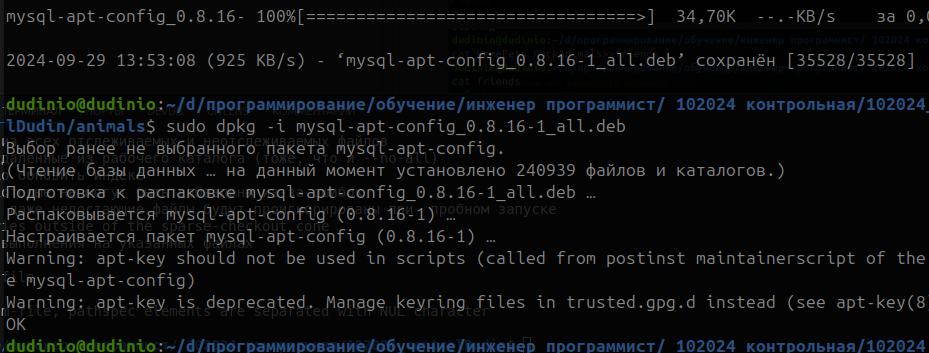 mysql-apt-config_0.8.16- 100%[=================================>]  34,70K  --.-KB/s    за 0,0
2024-09-29 13:53:08 (925 KB/s) - ‘mysql-apt-config_0.8.16-1_all.deb’ сохранён [35528/35528]
dudinio@dudinio:~/d/программирование/обучение/инженер программист/ 102024 контрольная/102024_
lDudin/animals$ sudo dpkg -i mysql-apt-config_0.8.16-1_all.deb
Выбор ранее не выбранного пакета mysql-apt-config.
(Чтение базы данных … на данный момент установлено 240939 файлов и каталогов.)
Подготовка к распаковке mysql-apt-config_0.8.16-1_all.deb …
Распаковывается mysql-apt-config (0.8.16-1) …
Настраивается пакет mysql-apt-config (0.8.16-1) …
Warning: apt-key should not be used in scripts (called from postinst maintainerscript of the
e mysql-apt-config)
Warning: apt-key is deprecated. Manage keyring files in trusted.gpg.d instead (see apt-key(8
OK
dudinio@dudinio:~/d/программирование/обучение/инженер программист/ 102024 контрольная/102024_